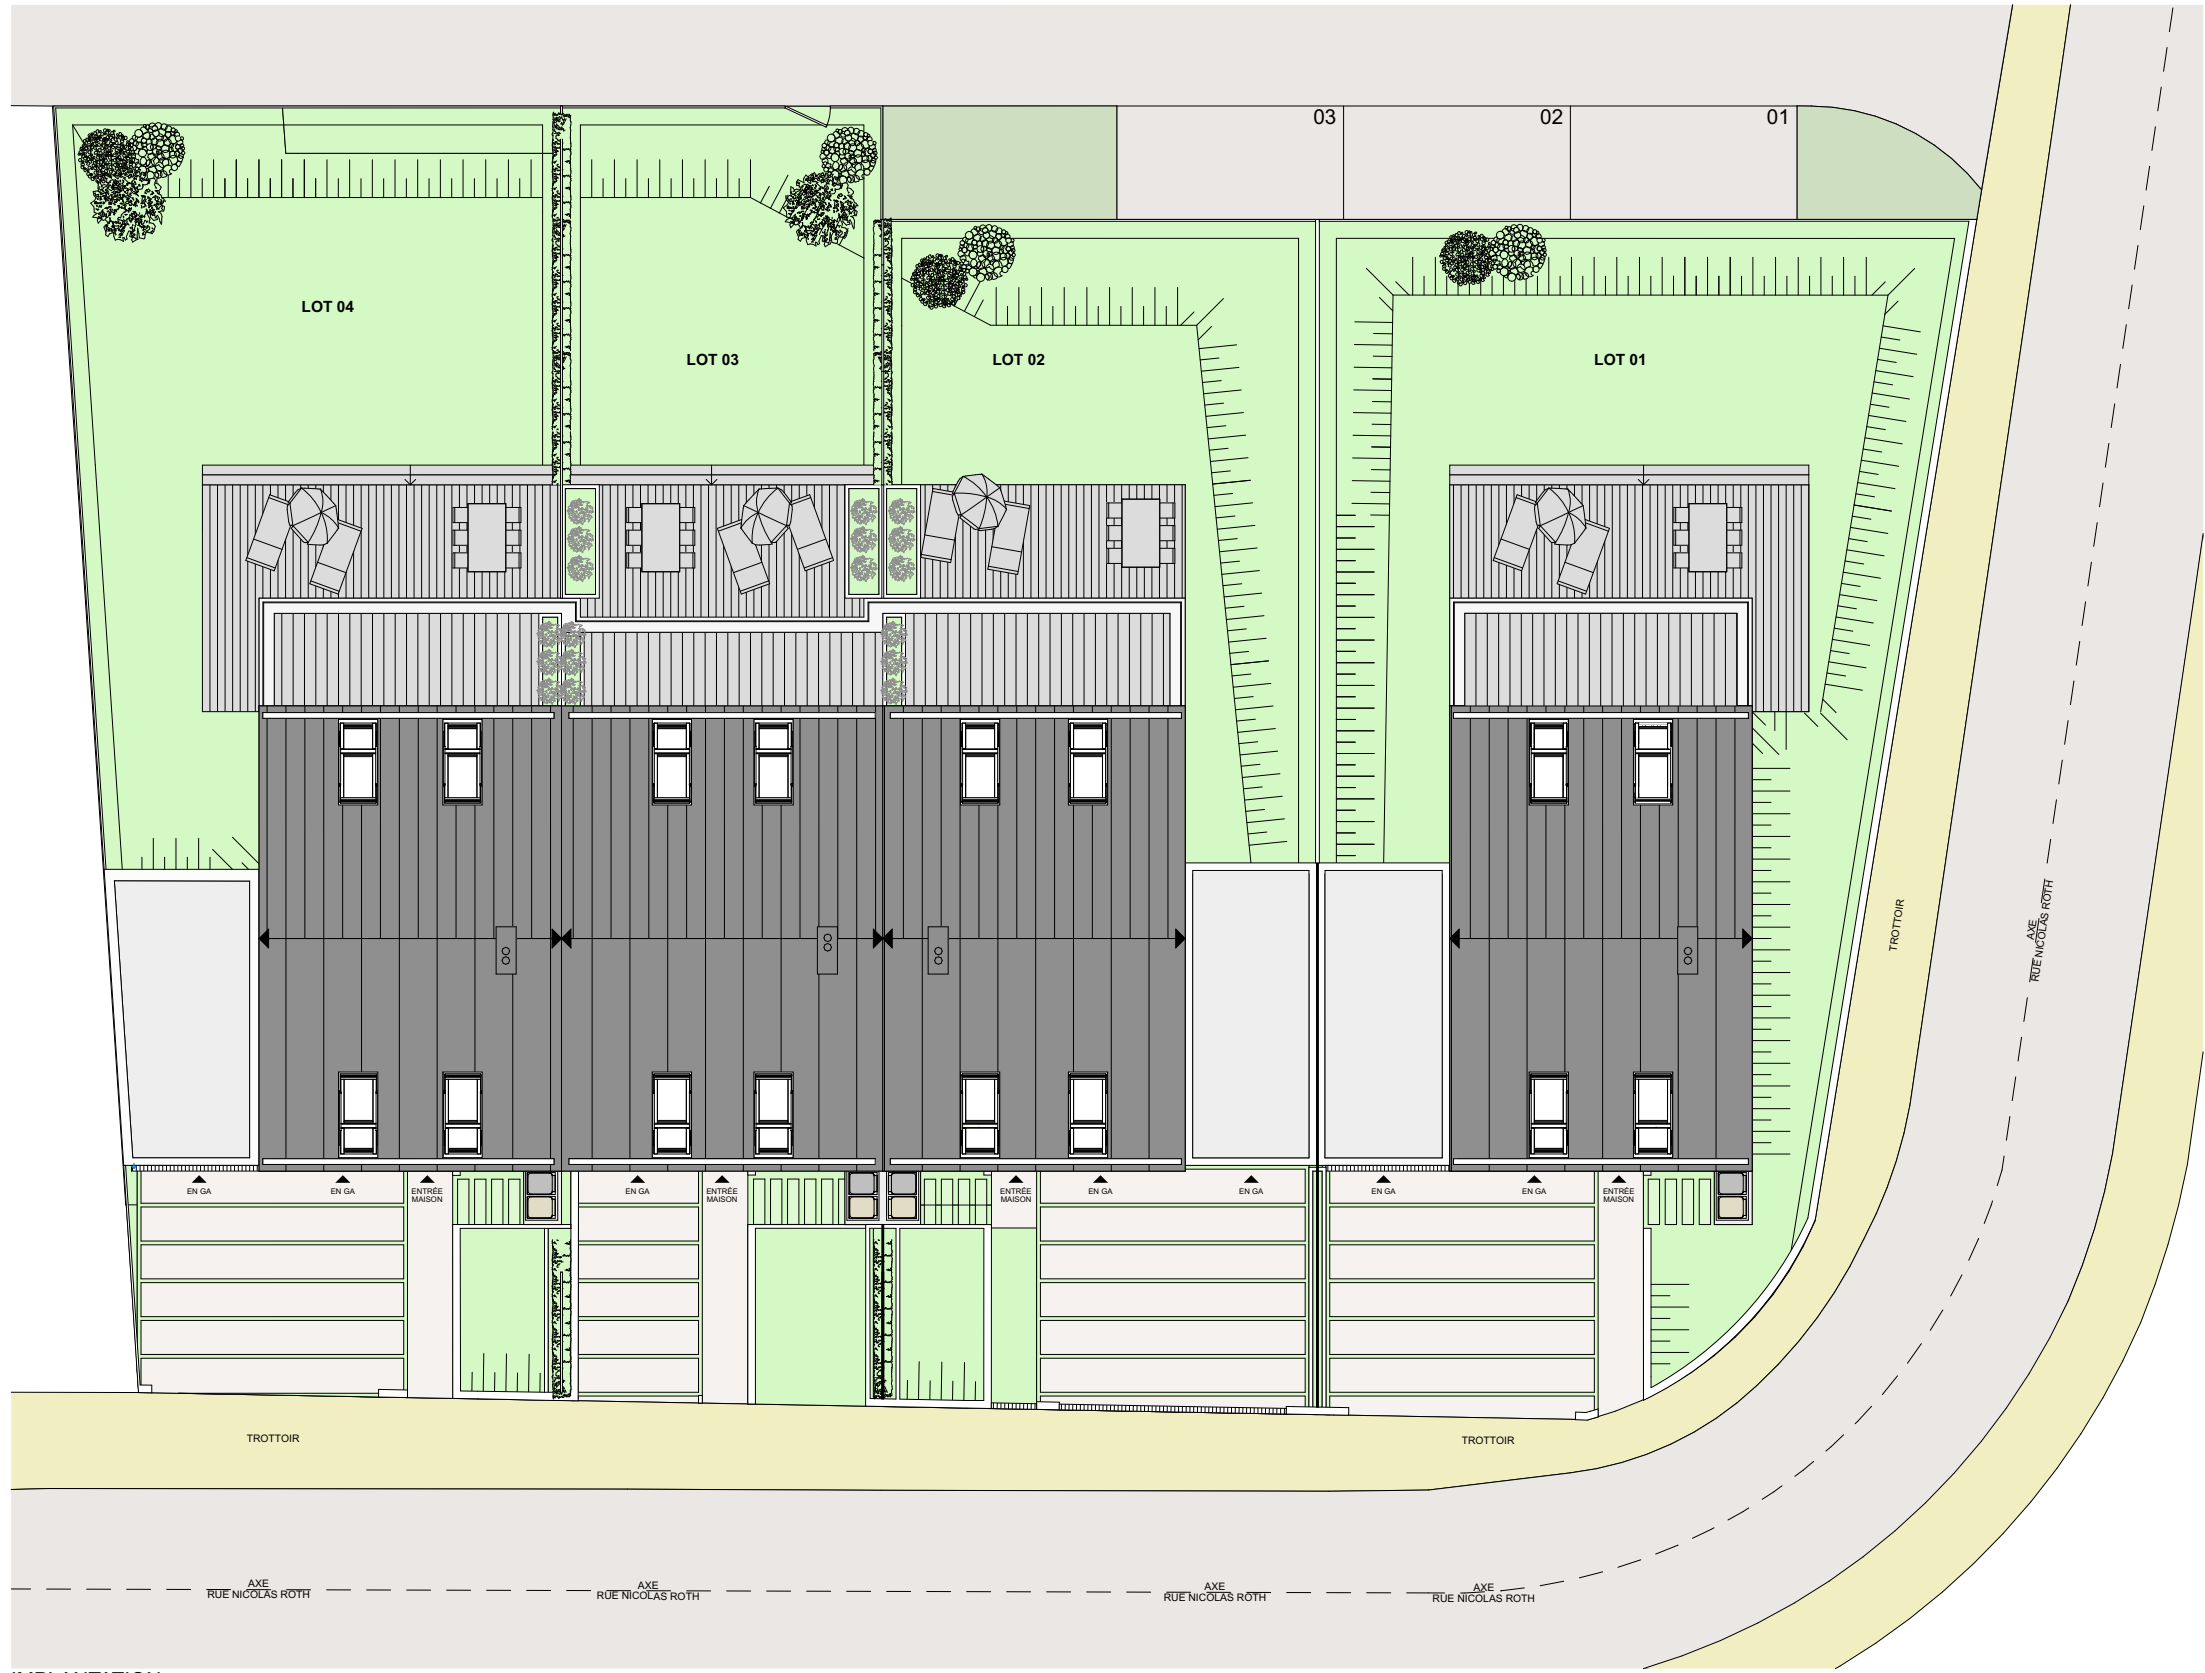 03
02
01
LOT 04
LOT 03
LOT 02
LOT 01
TROTTOIR
AXE
RUE NICOLAS ROTH
EN GA
EN GA
ENTRÉE
MAISON
EN GA
ENTRÉE
MAISON
ENTRÉE
MAISON
EN GA
EN GA
EN GA
EN GA
ENTRÉE
MAISON
TROTTOIR
TROTTOIR
AXE
RUE NICOLAS ROTH
AXE
RUE NICOLAS ROTH
AXE
RUE NICOLAS ROTH
AXE
RUE NICOLAS ROTH